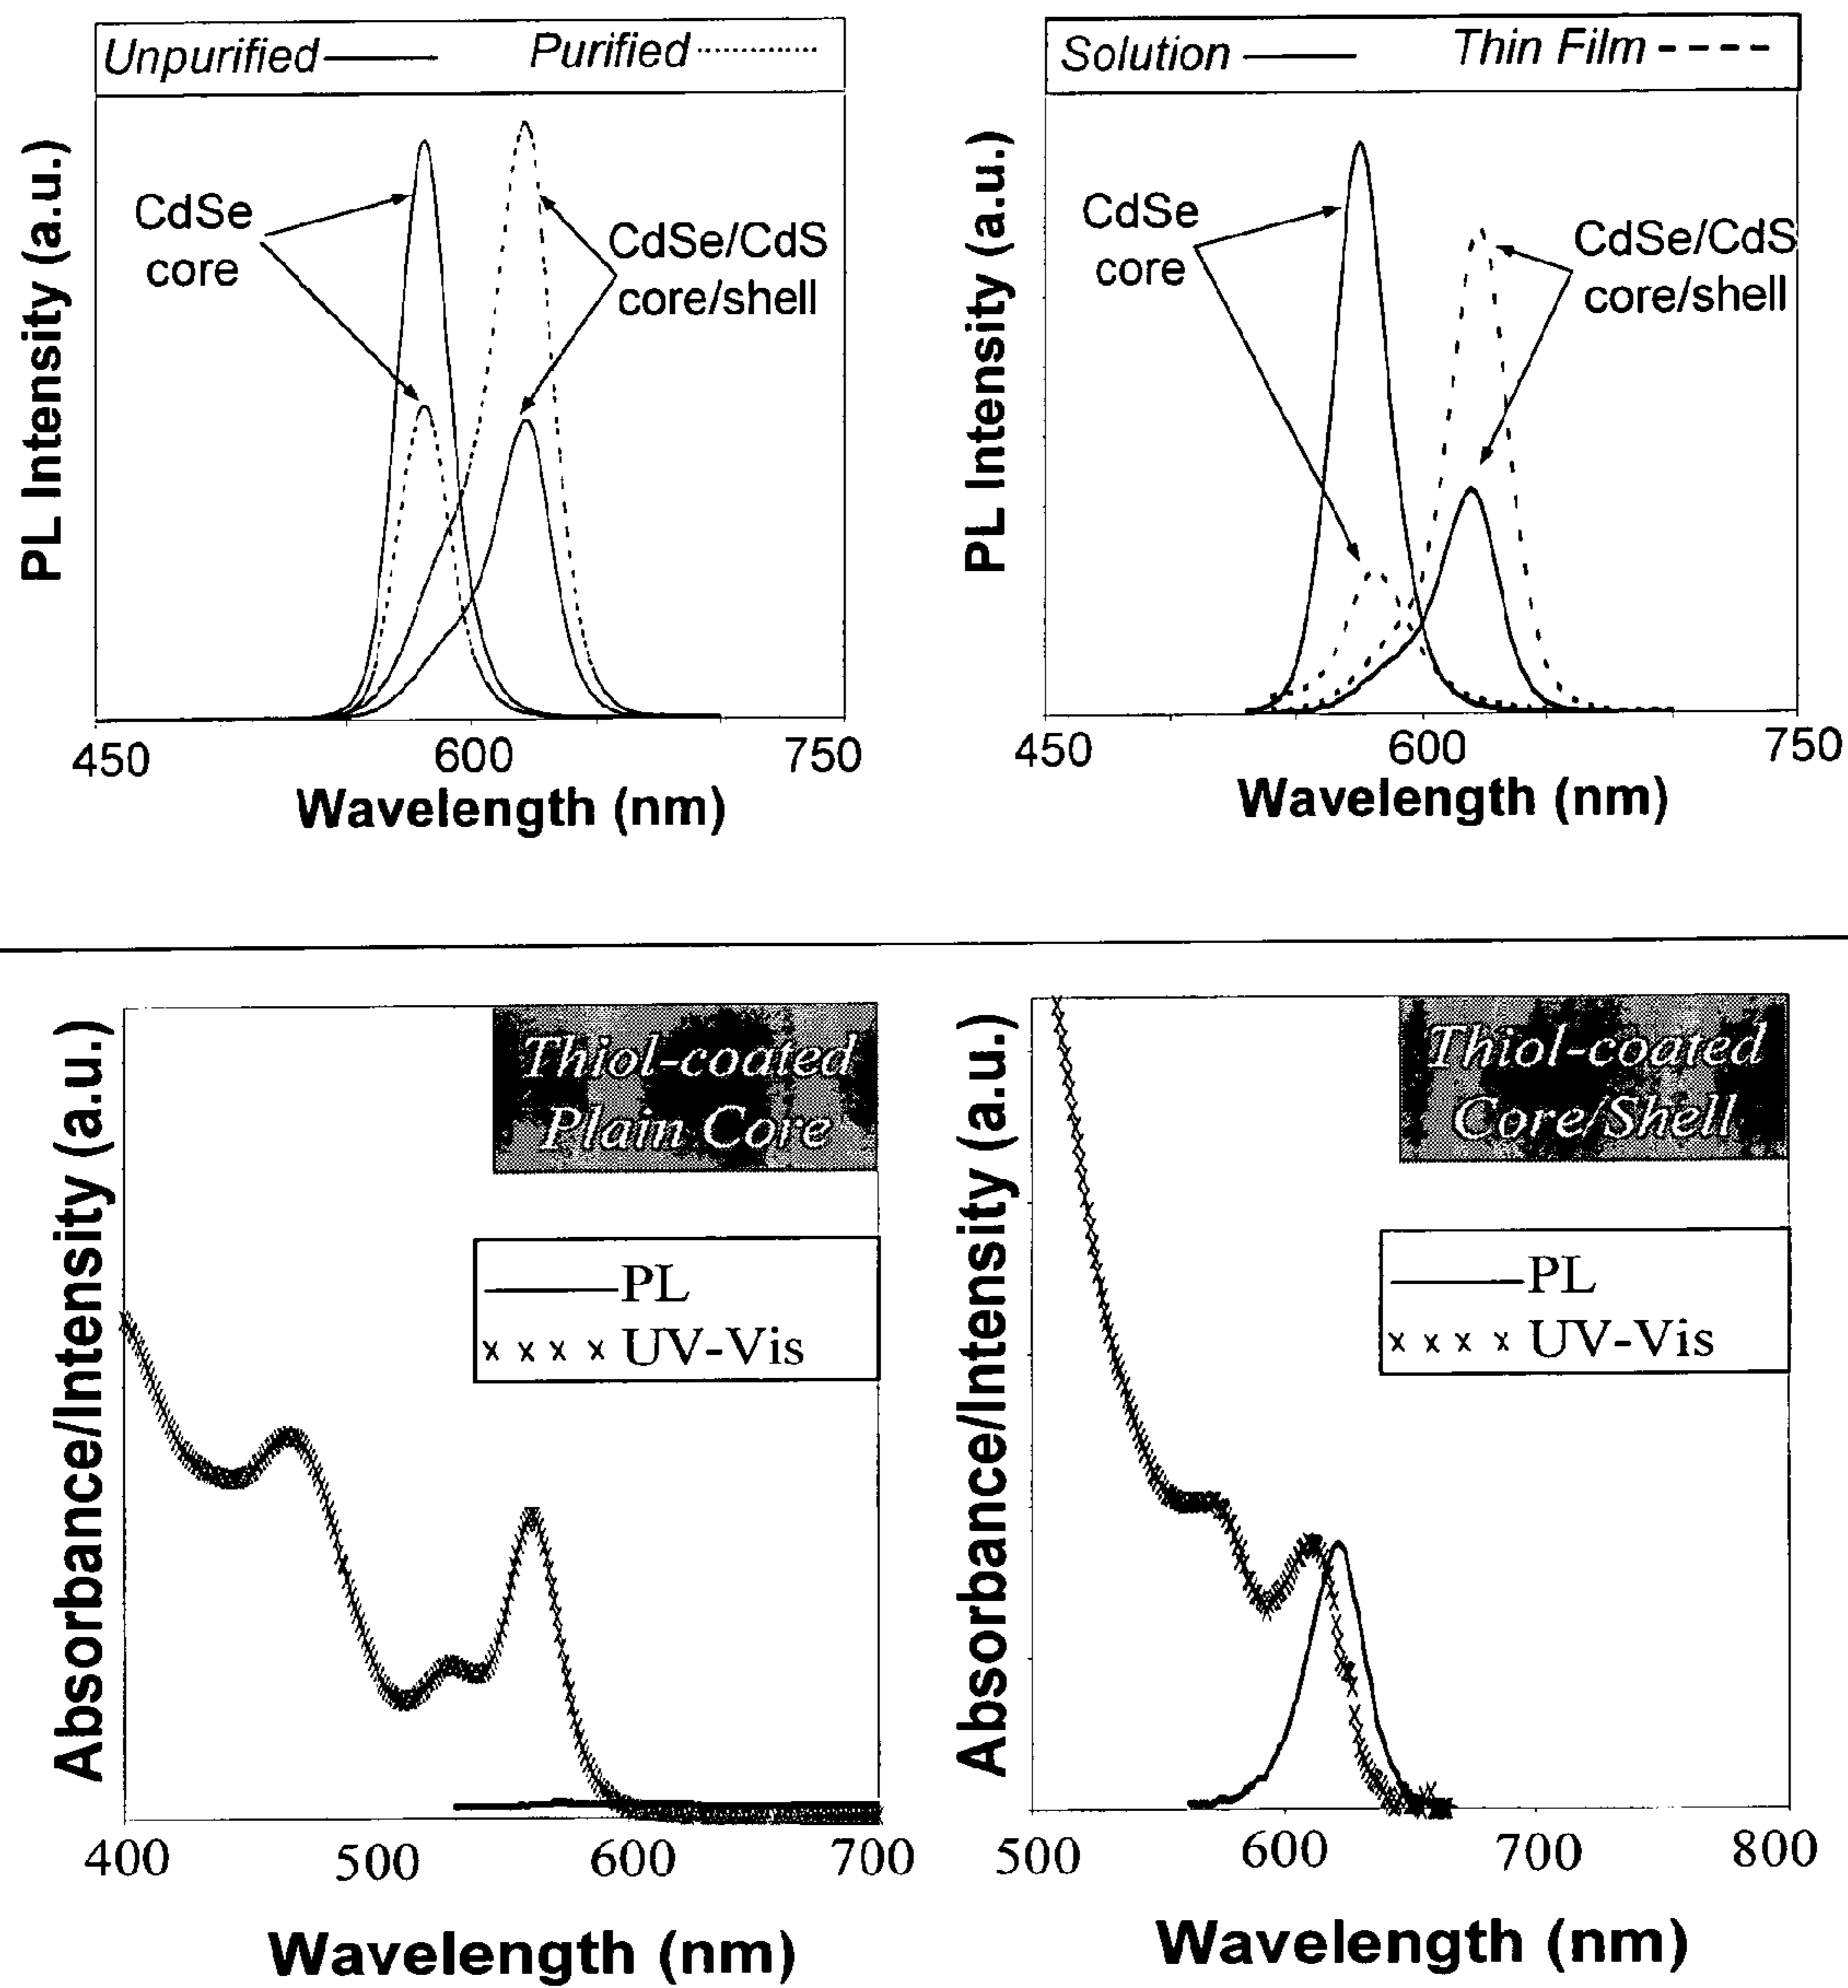 Unpurified Purified
PL Intensity (a.u.)
CdSe
core
CdSe/CdS
core/shell
450 600 750
Wavelength (nm)
Solution Thin Film
PL Intensity (a.u.)
CdSe
core
CdSe/CdS
core/shell
450 600 750
Wavelength (nm)
Absorbance/Intensity (a.u.)
Thiol-coated
Plain Core
PL
x x x x UV-Vis
400 500 600 700
Wavelength (nm)
Absorbance/Intensity (a.u.)
Thiol-coated
Core/Shell
PL
x x x x UV-Vis
500 600 700 800
Wavelength (nm)